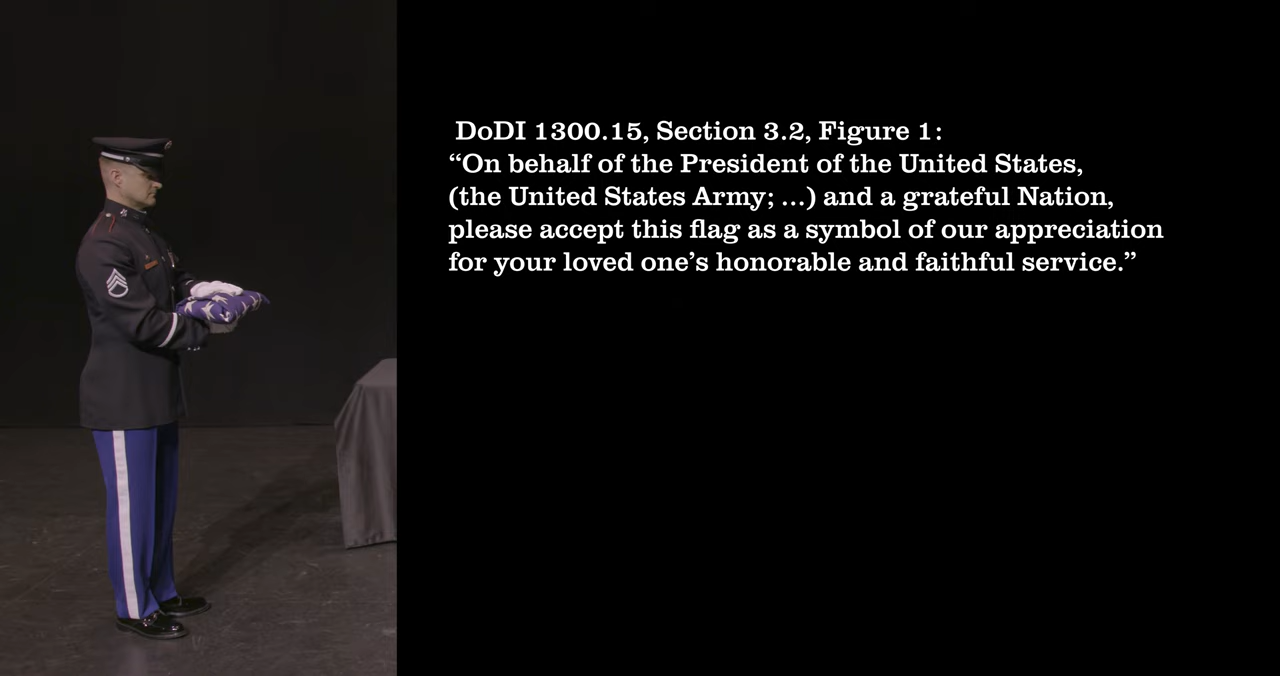 DoDI 1300.15, Section 3.2, Figure 1:
“On behalf of the President of the United States,
(the United States Army; ...) and a grateful Nation,
please accept this flag as a symbol of our appreciation
for your loved one’s honorable and faithful service.”